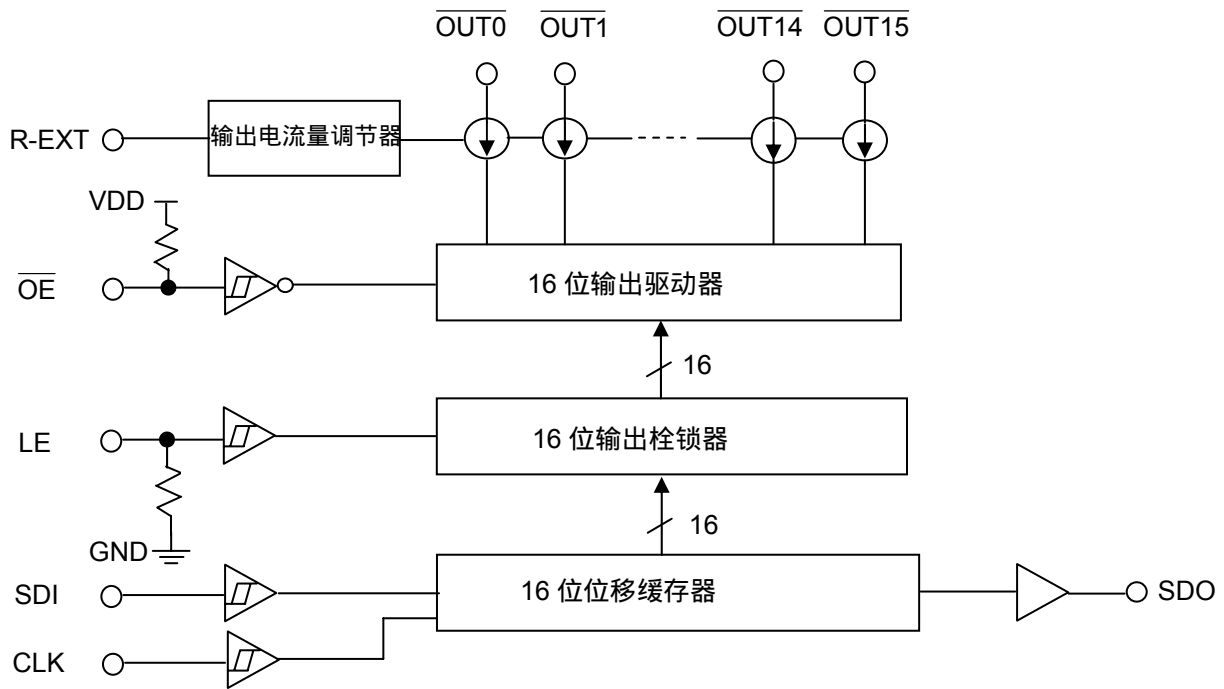 OUT0 OUT1 OUT14 OUT15
R-EXT 输出电流量调节器
VDD
OE 16 位输出驱动器
16
LE 16 位输出栓锁器
16
GND
SDI 16 位位移缓存器 SDO
CLK